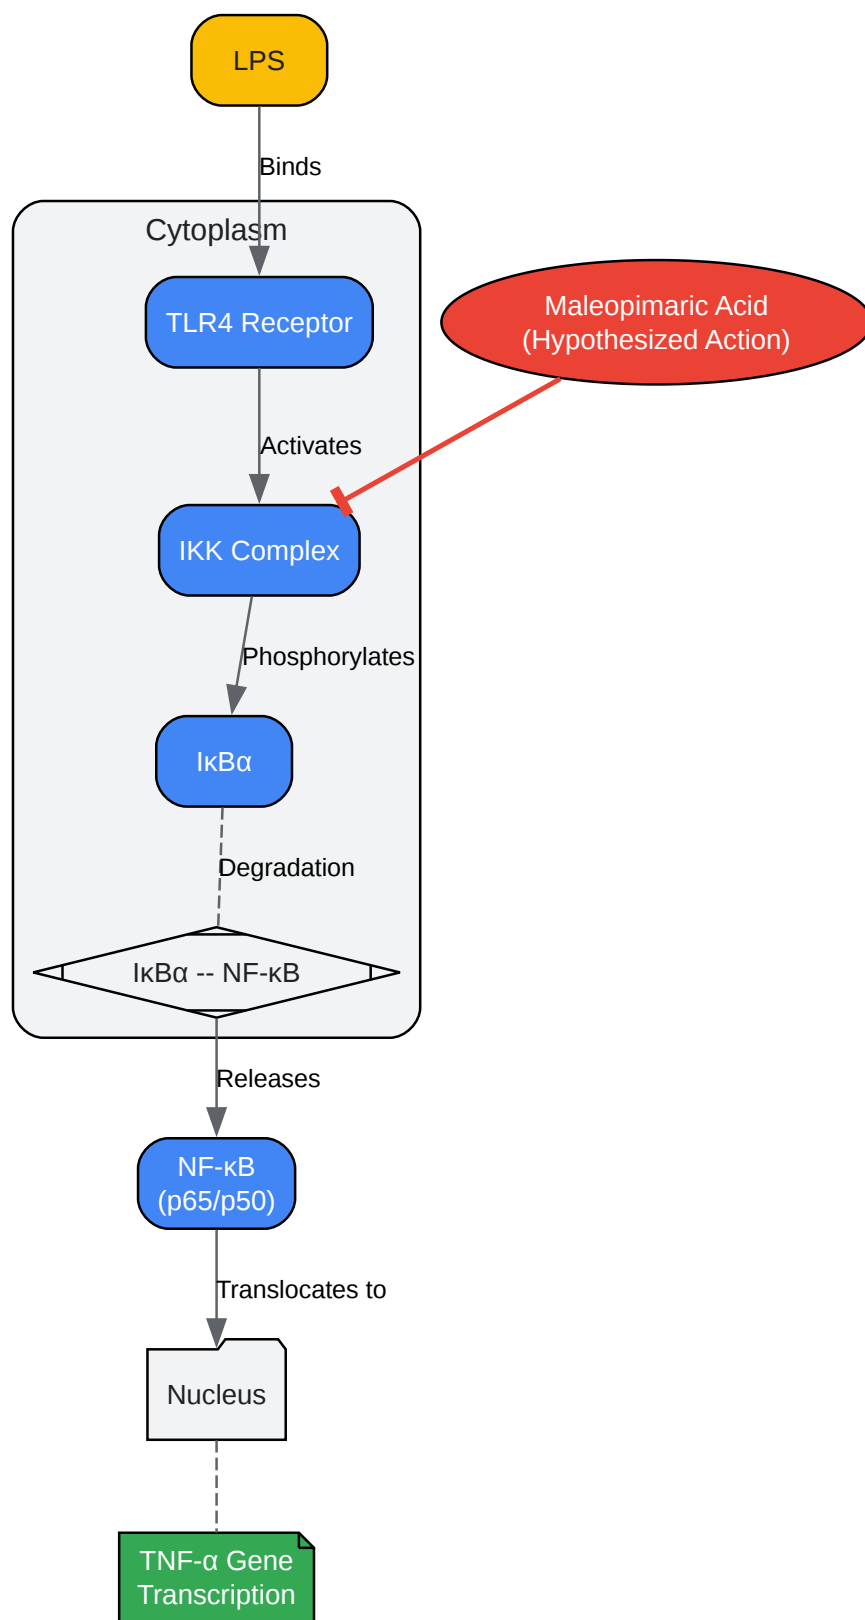 LPS
Binds
Cytoplasm
TLR4 Receptor
Maleopimaric Acid
(Hypothesized Action)
Activates
IKK Complex
Phosphorylates
IκBα
Degradation
IκBα -- NF-κB
Releases
NF-κB
(p65/p50)
Translocates to
Nucleus
TNF-α Gene
Transcription